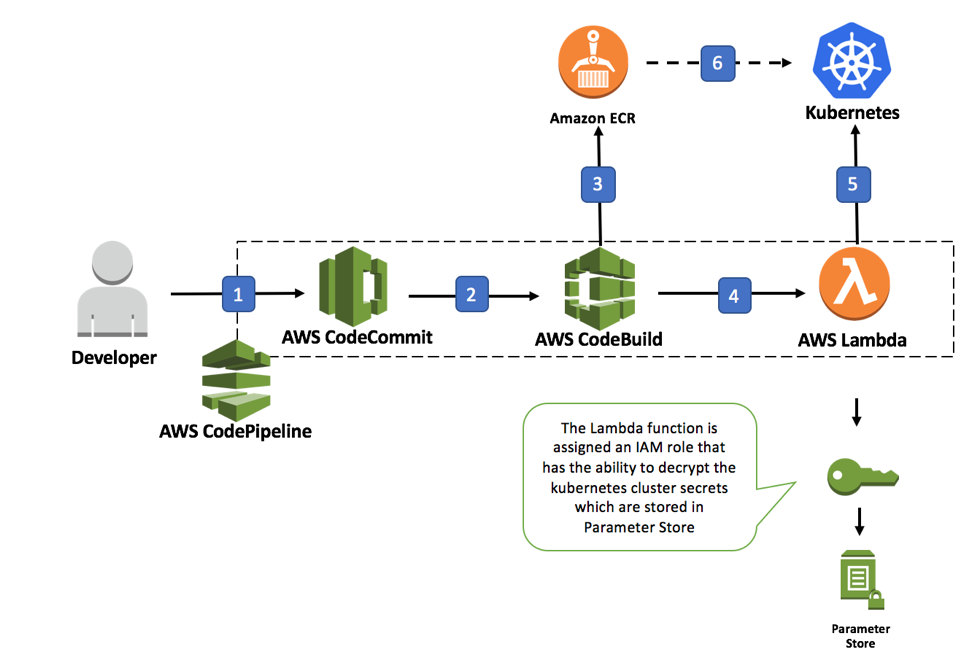 6
Amazon ECR
Kubernetes
3
5
1
2
4
AWS CodeCommit
AWS CodeBuild
AWS Lambda
Developer
AWS CodePipeline
The Lambda function is
assigned an IAM role that
has the ability to decrypt the
kubernetes cluster secrets
which are stored in
Parameter Store
Parameter
Store